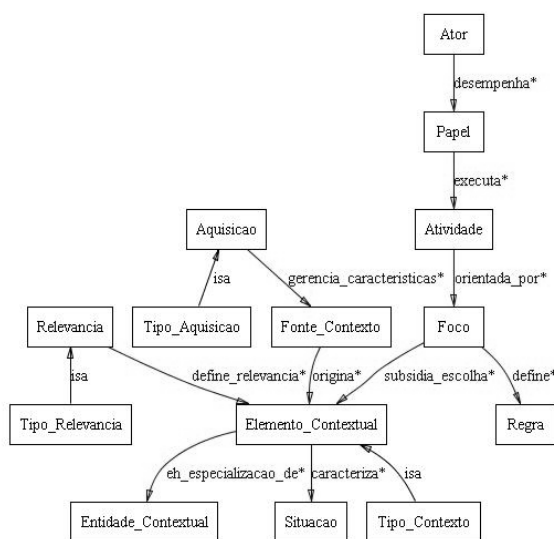 Ator
desempenha*
Papel
executa*
Aquisicao
Atividade
isa
gerencia_caracteristicas*
orientada_por*
Relevancia
Tipo_Aquisicao
Fonte_Contexto
Foco
isa
define_relevancia*
origina*
subsidia_escolha*
define*
Tipo_Relevancia
Elemento_Contextual
Regra
eh_especializacao_de*
caracteriza*
isa
Entidade_Contextual
Situacao
Tipo_Contexto